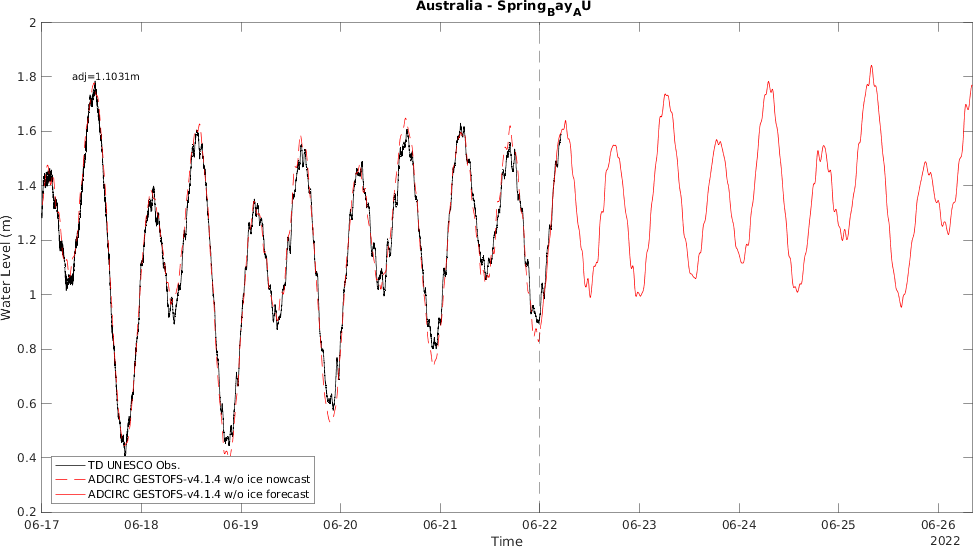 Australia - Spring_Bay_AU
2
1.8
1.6
1.4
1.2
1
0.8
0.6
0.4
0.2
Water Level (m)
adj=1.1031m
TD UNESCO Obs.
ADCIRC GESTOFS-v4.1.4 w/o ice nowcast
ADCIRC GESTOFS-v4.1.4 w/o ice forecast
06-17 06-18 06-19 06-20 06-21 06-22 06-23 06-24 06-25 06-26
Time
2022